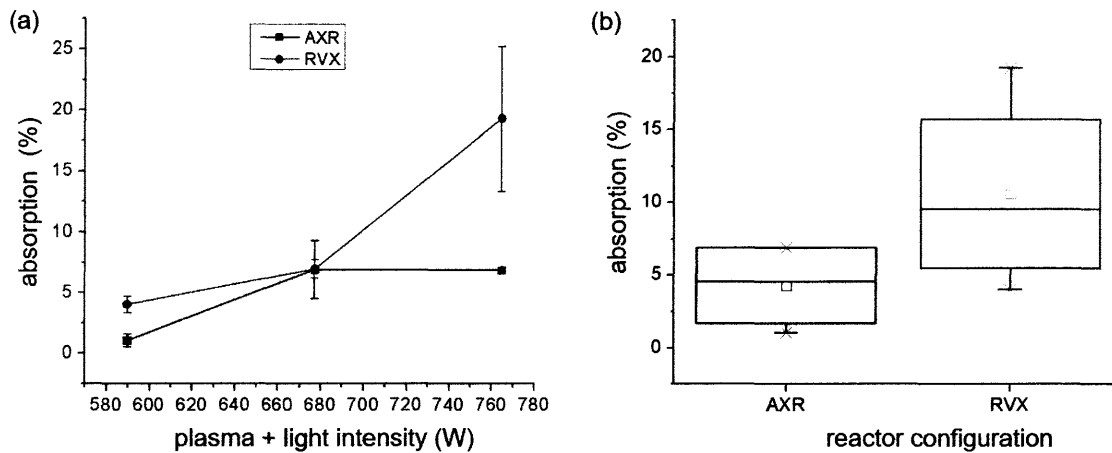 (a)
AXR
RVX
25
20
15
10
5
0
absorption (%)
580 600 620 640 660 680 700 720 740 760 780
plasma + light intensity (W)
(b)
20
15
10
5
0
absorption (%)
AXR RVX
reactor configuration